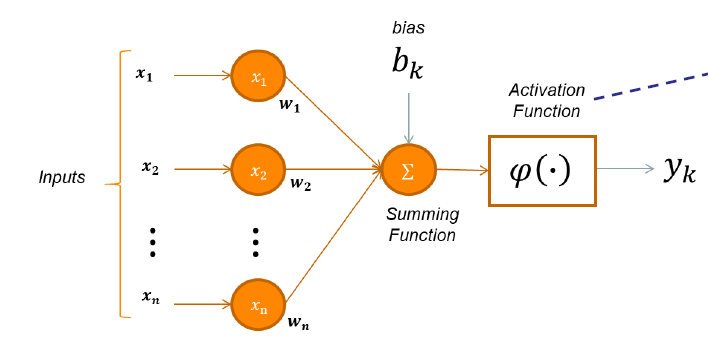 bias
b_k
Activation
Function
x_1 x_1
w_1
Inputs
x_2 x_2
w_2
Σ
φ(·)
y_k
Summing
Function
x_n x_n
w_n